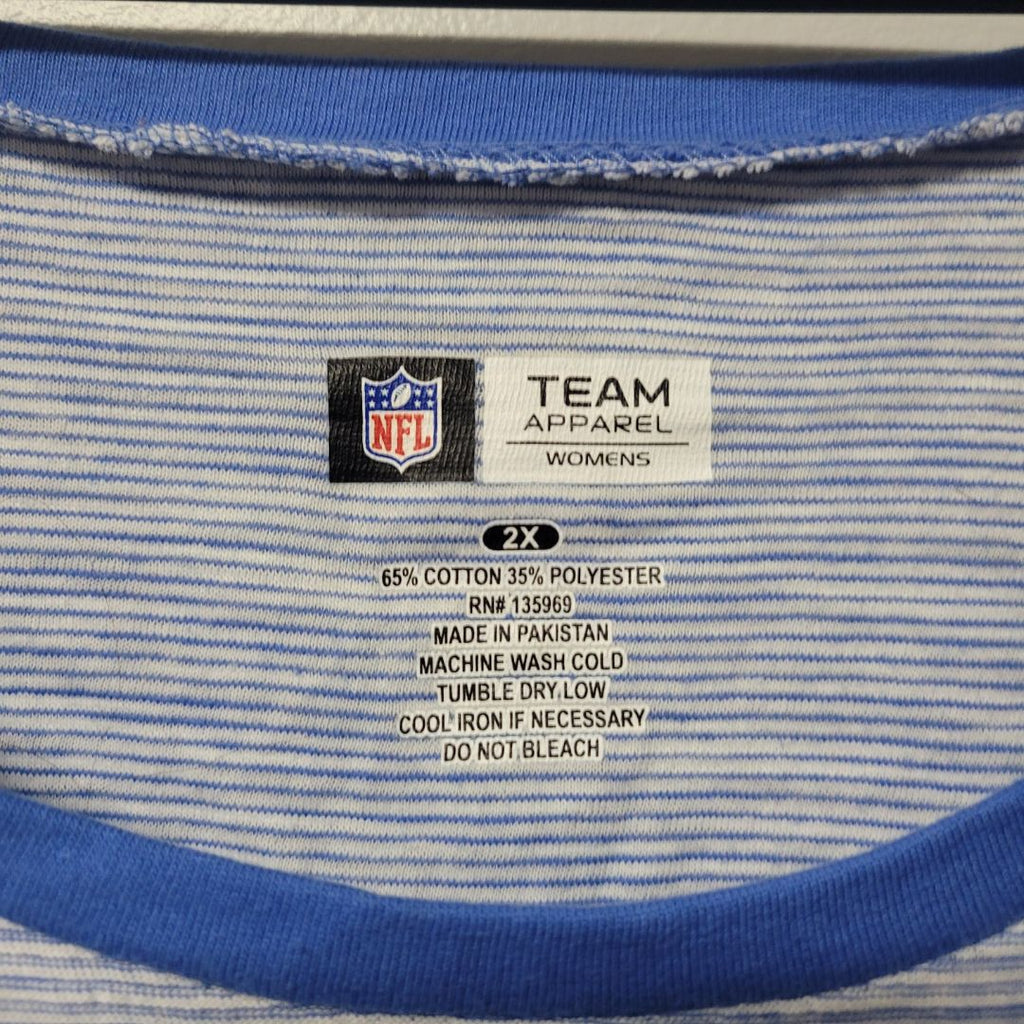 NFL
TEAM
APPAREL
WOMENS
2X
65% COTTON 35% POLYESTER
RN# 135969
MADE IN PAKISTAN
MACHINE WASH COLD
TUMBLE DRY LOW
COOL IRON IF NECESSARY
DO NOT BLEACH